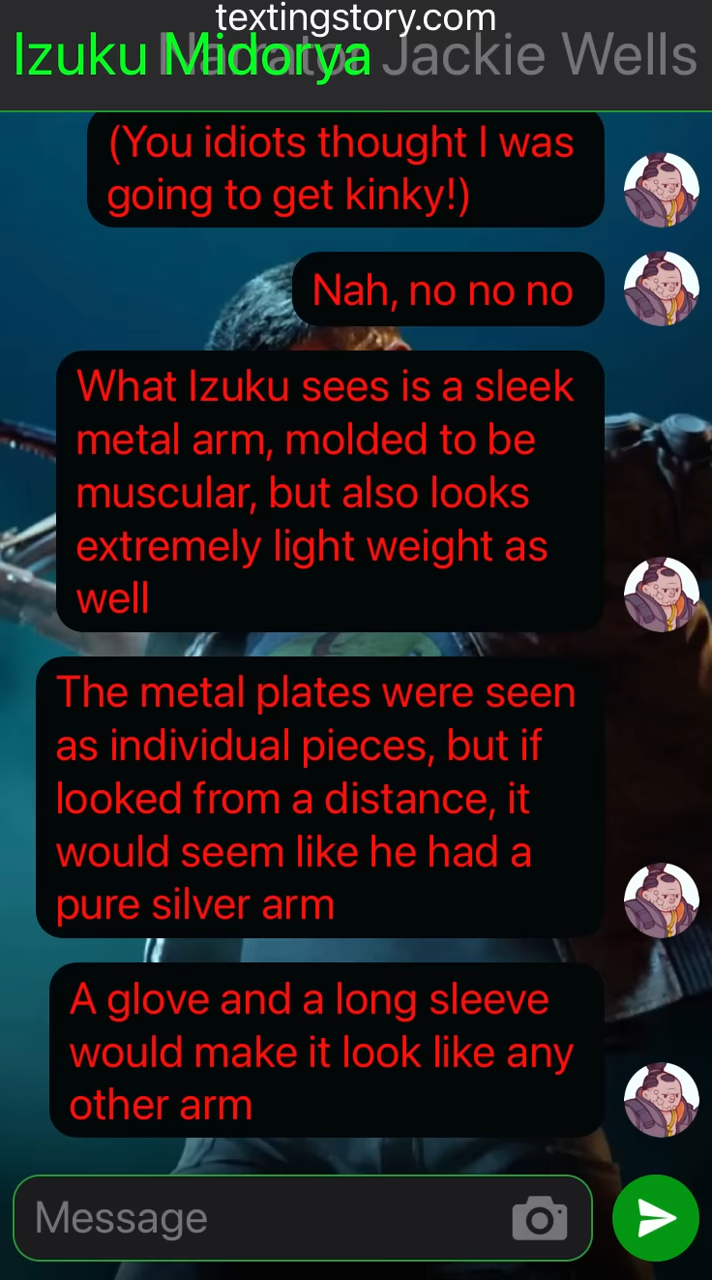 textingstory.com
Izuku Midorya Narrator Jackie Wells
(You idiots thought I was
going to get kinky!)
Nah, no no no
What Izuku sees is a sleek
metal arm, molded to be
muscular, but also looks
extremely light weight as
well
The metal plates were seen
as individual pieces, but if
looked from a distance, it
would seem like he had a
pure silver arm
A glove and a long sleeve
would make it look like any
other arm
Message